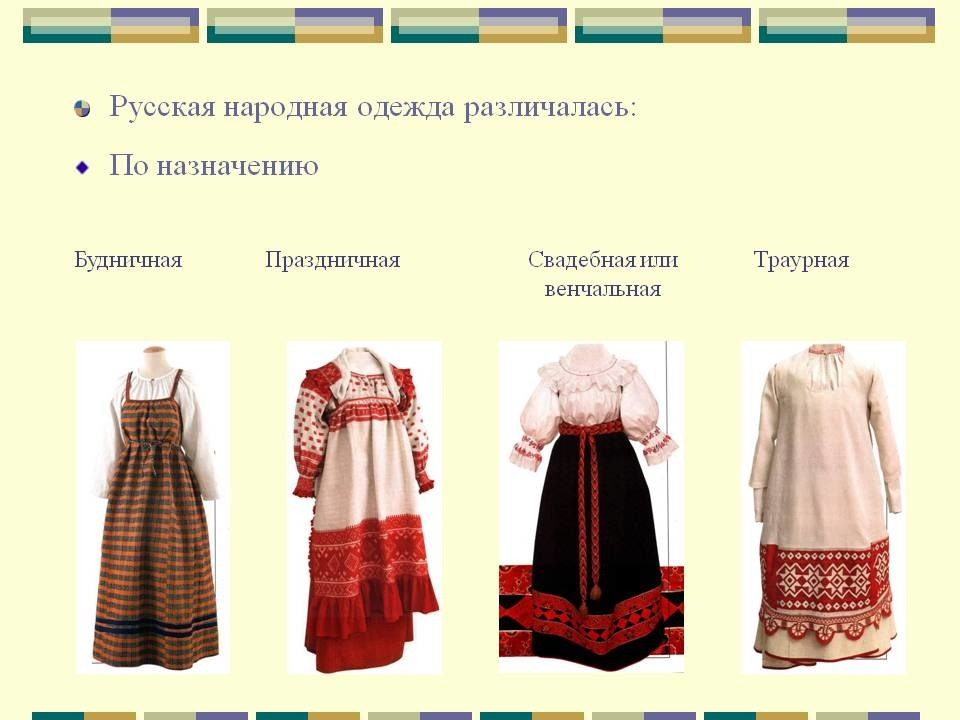 Русская народная одежда различалась:
По назначению
Будничная
Праздничная
Свадебная или
венчальная
Траурная